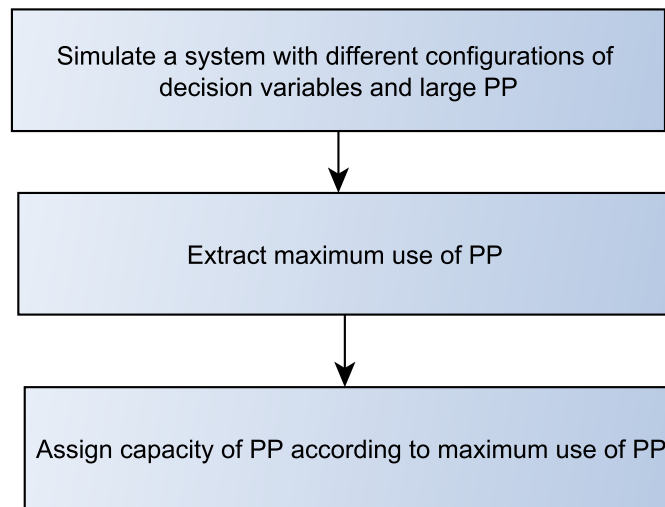 Simulate a system with different configurations of
decision variables and large PP
Extract maximum use of PP
Assign capacity of PP according to maximum use of PP